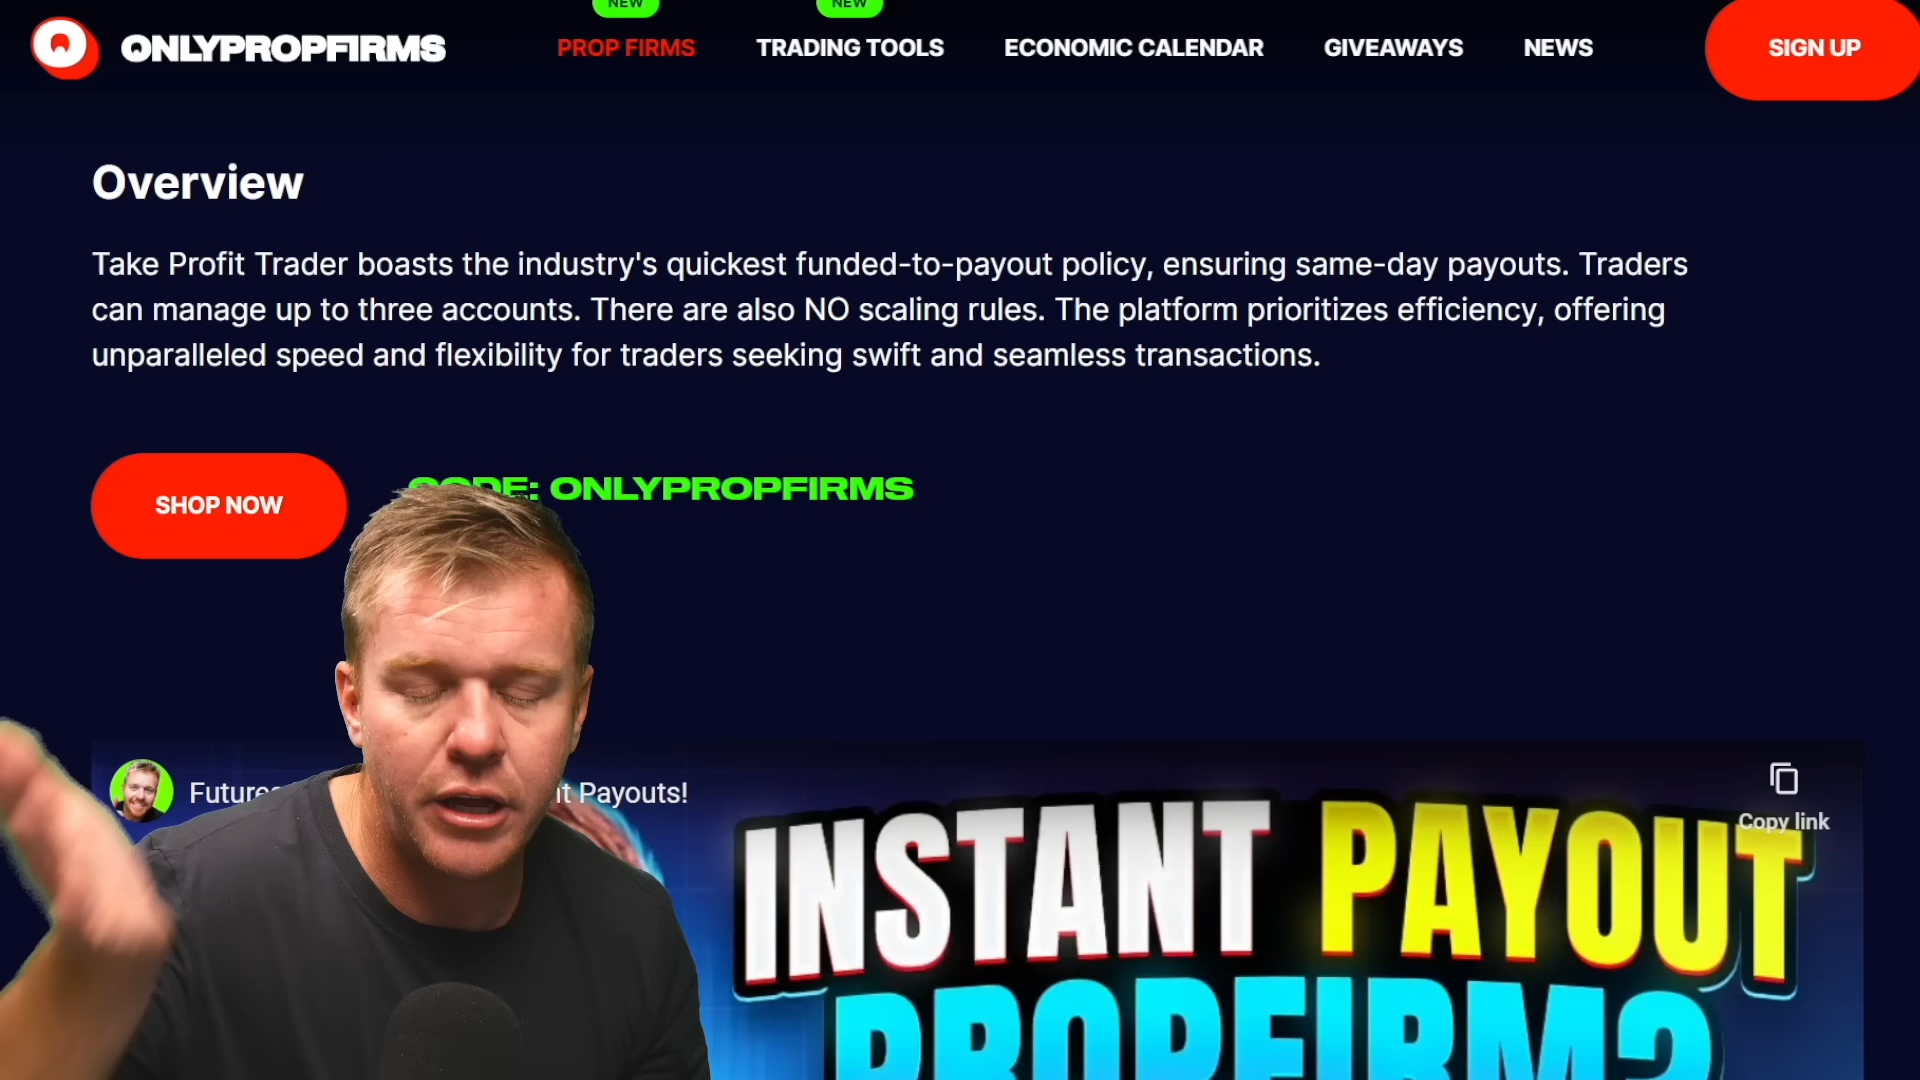 NEW
NEW
ONLYPROPFIRMS
PROP FIRMS
TRADING TOOLS
ECONOMIC CALENDAR
GIVEAWAYS
NEWS
SIGN UP
Overview
Take Profit Trader boasts the industry's quickest funded-to-payout policy, ensuring same-day payouts. Traders
can manage up to three accounts. There are also NO scaling rules. The platform prioritizes efficiency, offering
unparalleled speed and flexibility for traders seeking swift and seamless transactions.
SHOP NOW
CODE: ONLYPROPFIRMS
Payouts!
Copy link
INSTANT PAYOUT
PROPFIRM?